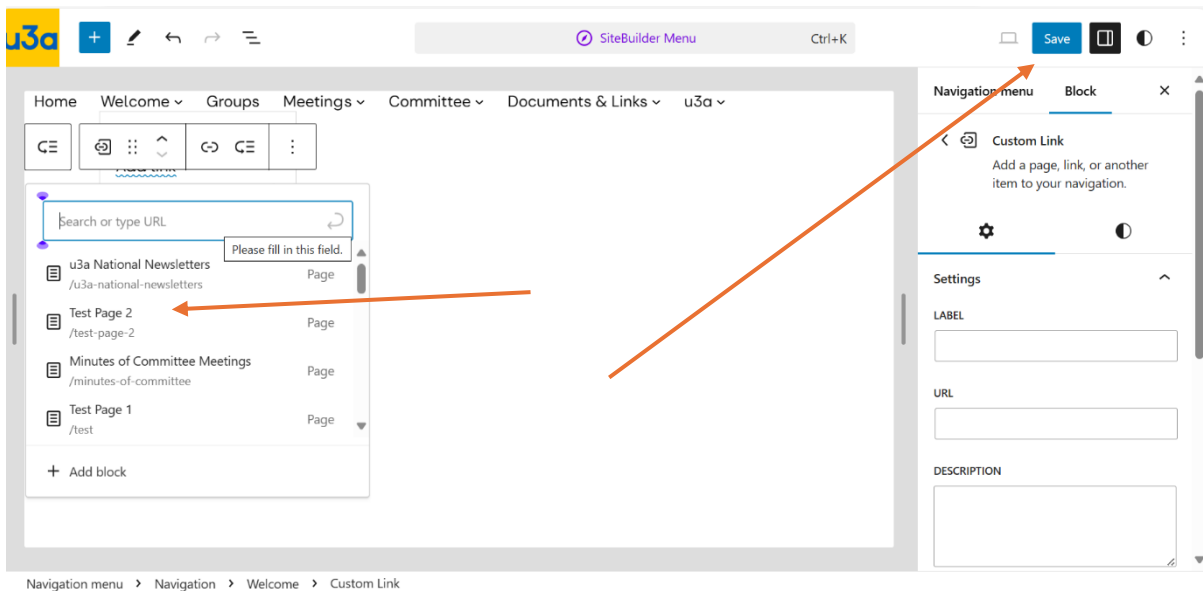 u3a
SiteBuilder Menu Ctrl+K
Save
Home Welcome Groups Meetings Committee Documents & Links u3a
Add link
Search or type URL
Please fill in this field.
u3a National Newsletters
/u3a-national-newsletters
Page
Test Page 2
/test-page-2
Page
Minutes of Committee Meetings
/minutes-of-committee
Page
Test Page 1
/test
Page
Add block
Navigation menu Block
Custom Link
Add a page, link, or another
item to your navigation.
Settings
LABEL
URL
DESCRIPTION
Navigation menu > Navigation > Welcome > Custom Link